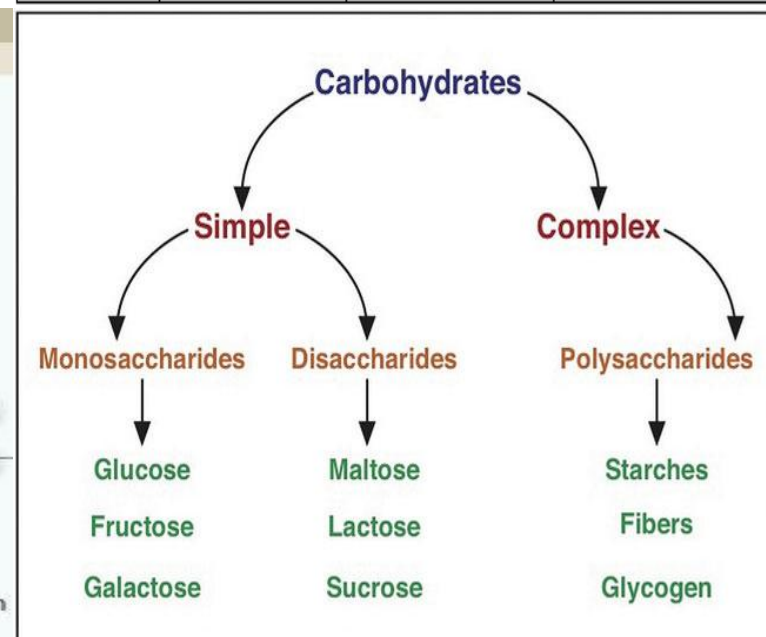 Carbohydrates
Simple Complex
Monosaccharides Disaccharides Polysaccharides
Glucose Maltose Starches
Fructose Lactose Fibers
Galactose Sucrose Glycogen